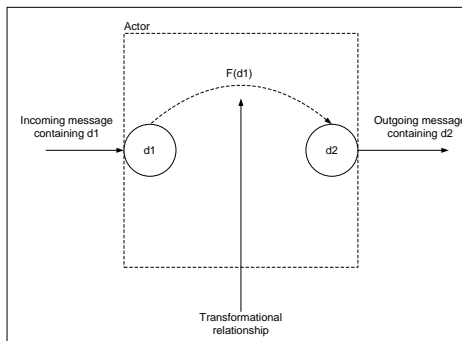 Actor
F(d1)
Incoming message
containing d1
Outgoing message
containing d2
d1
d2
Transformational
relationship